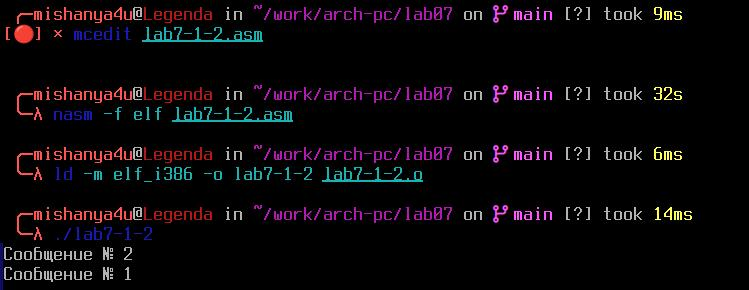 mishanya4u@Legenda in ~/work/arch-pc/lab07 on main [?] took 9ms
[🔴] × mcedit lab7-1-2.asm
mishanya4u@Legenda in ~/work/arch-pc/lab07 on main [?] took 32s
λ nasm -f elf lab7-1-2.asm
mishanya4u@Legenda in ~/work/arch-pc/lab07 on main [?] took 6ms
λ ld -m elf_i386 -o lab7-1-2 lab7-1-2.o
mishanya4u@Legenda in ~/work/arch-pc/lab07 on main [?] took 14ms
λ ./lab7-1-2
Сообщение № 2
Сообщение № 1